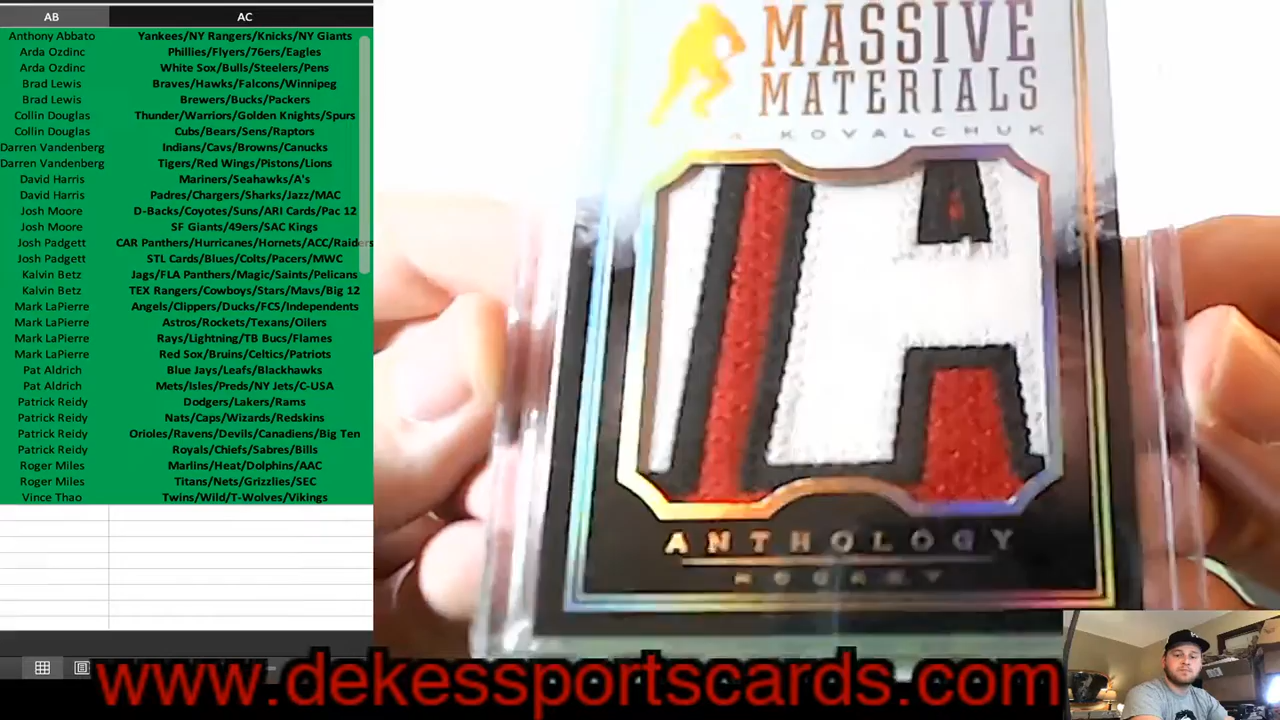 AB AC
Anthony Abbato Yankees/NY Rangers/Knicks/NY Giants
Arda Ozdinc Phillies/Flyers/76ers/Eagles
Arda Ozdinc White Sox/Bulls/Steelers/Pens
Brad Lewis Braves/Hawks/Falcons/Winnipeg
Brad Lewis Brewers/Bucks/Packers
Collin Douglas Thunder/Warriors/Golden Knights/Spurs
Collin Douglas Cubs/Bears/Sens/Raptors
Darren Vandenberg Indians/Cavs/Browns/Canucks
Darren Vandenberg Tigers/Red Wings/Pistons/Lions
David Harris Mariners/Seahawks/A's
David Harris Padres/Chargers/Sharks/Jazz/MAC
Josh Moore D-Backs/Coyotes/Suns/ARI Cards/Pac 12
Josh Moore SF Giants/49ers/SAC Kings
Josh Padgett CAR Panthers/Hurricanes/Hornets/ACC/Raiders
Josh Padgett STL Cards/Blues/Colts/Pacers/MWC
Kalvin Betz Jags/FLA Panthers/Magic/Saints/Pelicans
Kalvin Betz TEX Rangers/Cowboys/Stars/Mavs/Big 12
Mark LaPierre Angels/Clippers/Ducks/FCS/Independents
Mark LaPierre Astros/Rockets/Texans/Oilers
Mark LaPierre Rays/Lightning/TB Bucs/Flames
Mark LaPierre Red Sox/Bruins/Celtics/Patriots
Pat Aldrich Blue Jays/Leafs/Blackhawks
Pat Aldrich Mets/Isles/Preds/NY Jets/C-USA
Patrick Reidy Dodgers/Lakers/Rams
Patrick Reidy Nats/Caps/Wizards/Redskins
Patrick Reidy Orioles/Ravens/Devils/Canadiens/Big Ten
Patrick Reidy Royals/Chiefs/Sabres/Bills
Roger Miles Marlins/Heat/Dolphins/AAC
Roger Miles Titans/Nets/Grizzlies/SEC
Vince Thao Twins/Wild/T-Wolves/Vikings
MASSIVE
MATERIALS
KOVALCHUK
ANTHOLOGY
HOCKEY
www.dekessportscards.com